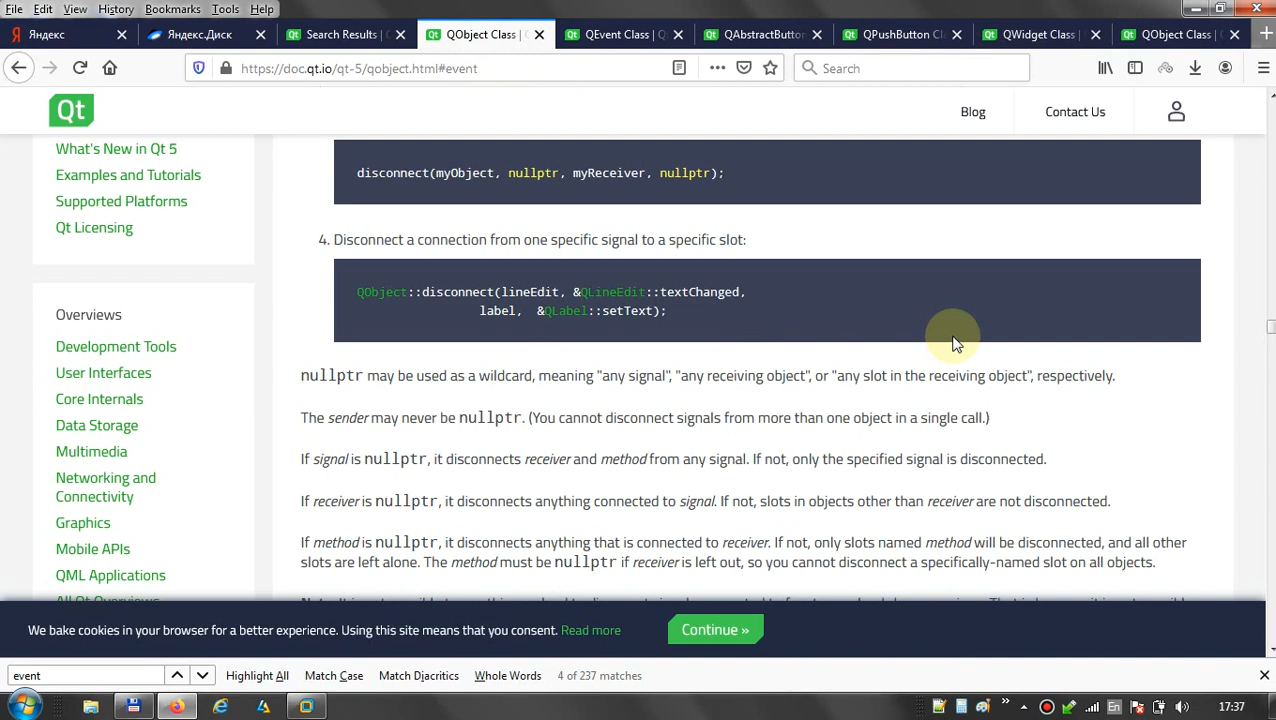 File Edit View History Bookmarks Tools Help
Яндекс
Яндекс.Диск
Search Results |
QObject Class |
QEvent Class |
QAbstractButton
QPushButton Cl
QWidget Class |
QObject Class |
https://doc.qt.io/qt-5/qobject.html#event
Search
Qt
Blog
Contact Us
What's New in Qt 5
Examples and Tutorials
Supported Platforms
Qt Licensing
Overviews
Development Tools
User Interfaces
Core Internals
Data Storage
Multimedia
Networking and
Connectivity
Graphics
Mobile APIs
QML Applications
All Qt Overviews
disconnect(myObject, nullptr, myReceiver, nullptr);
4. Disconnect a connection from one specific signal to a specific slot:
QObject::disconnect(lineEdit, &QLineEdit::textChanged,
label, &QLabel::setText);
nullptr may be used as a wildcard, meaning "any signal", "any receiving object", or "any slot in the receiving object", respectively.
The sender may never be nullptr. (You cannot disconnect signals from more than one object in a single call.)
If signal is nullptr, it disconnects receiver and method from any signal. If not, only the specified signal is disconnected.
If receiver is nullptr, it disconnects anything connected to signal. If not, slots in objects other than receiver are not disconnected.
If method is nullptr, it disconnects anything that is connected to receiver. If not, only slots named method will be disconnected, and all other
slots are left alone. The method must be nullptr if receiver is left out, so you cannot disconnect a specifically-named slot on all objects.
We bake cookies in your browser for a better experience. Using this site means that you consent. Read more
Continue »
event
Highlight All Match Case Match Diacritics Whole Words 4 of 237 matches
En
17:37